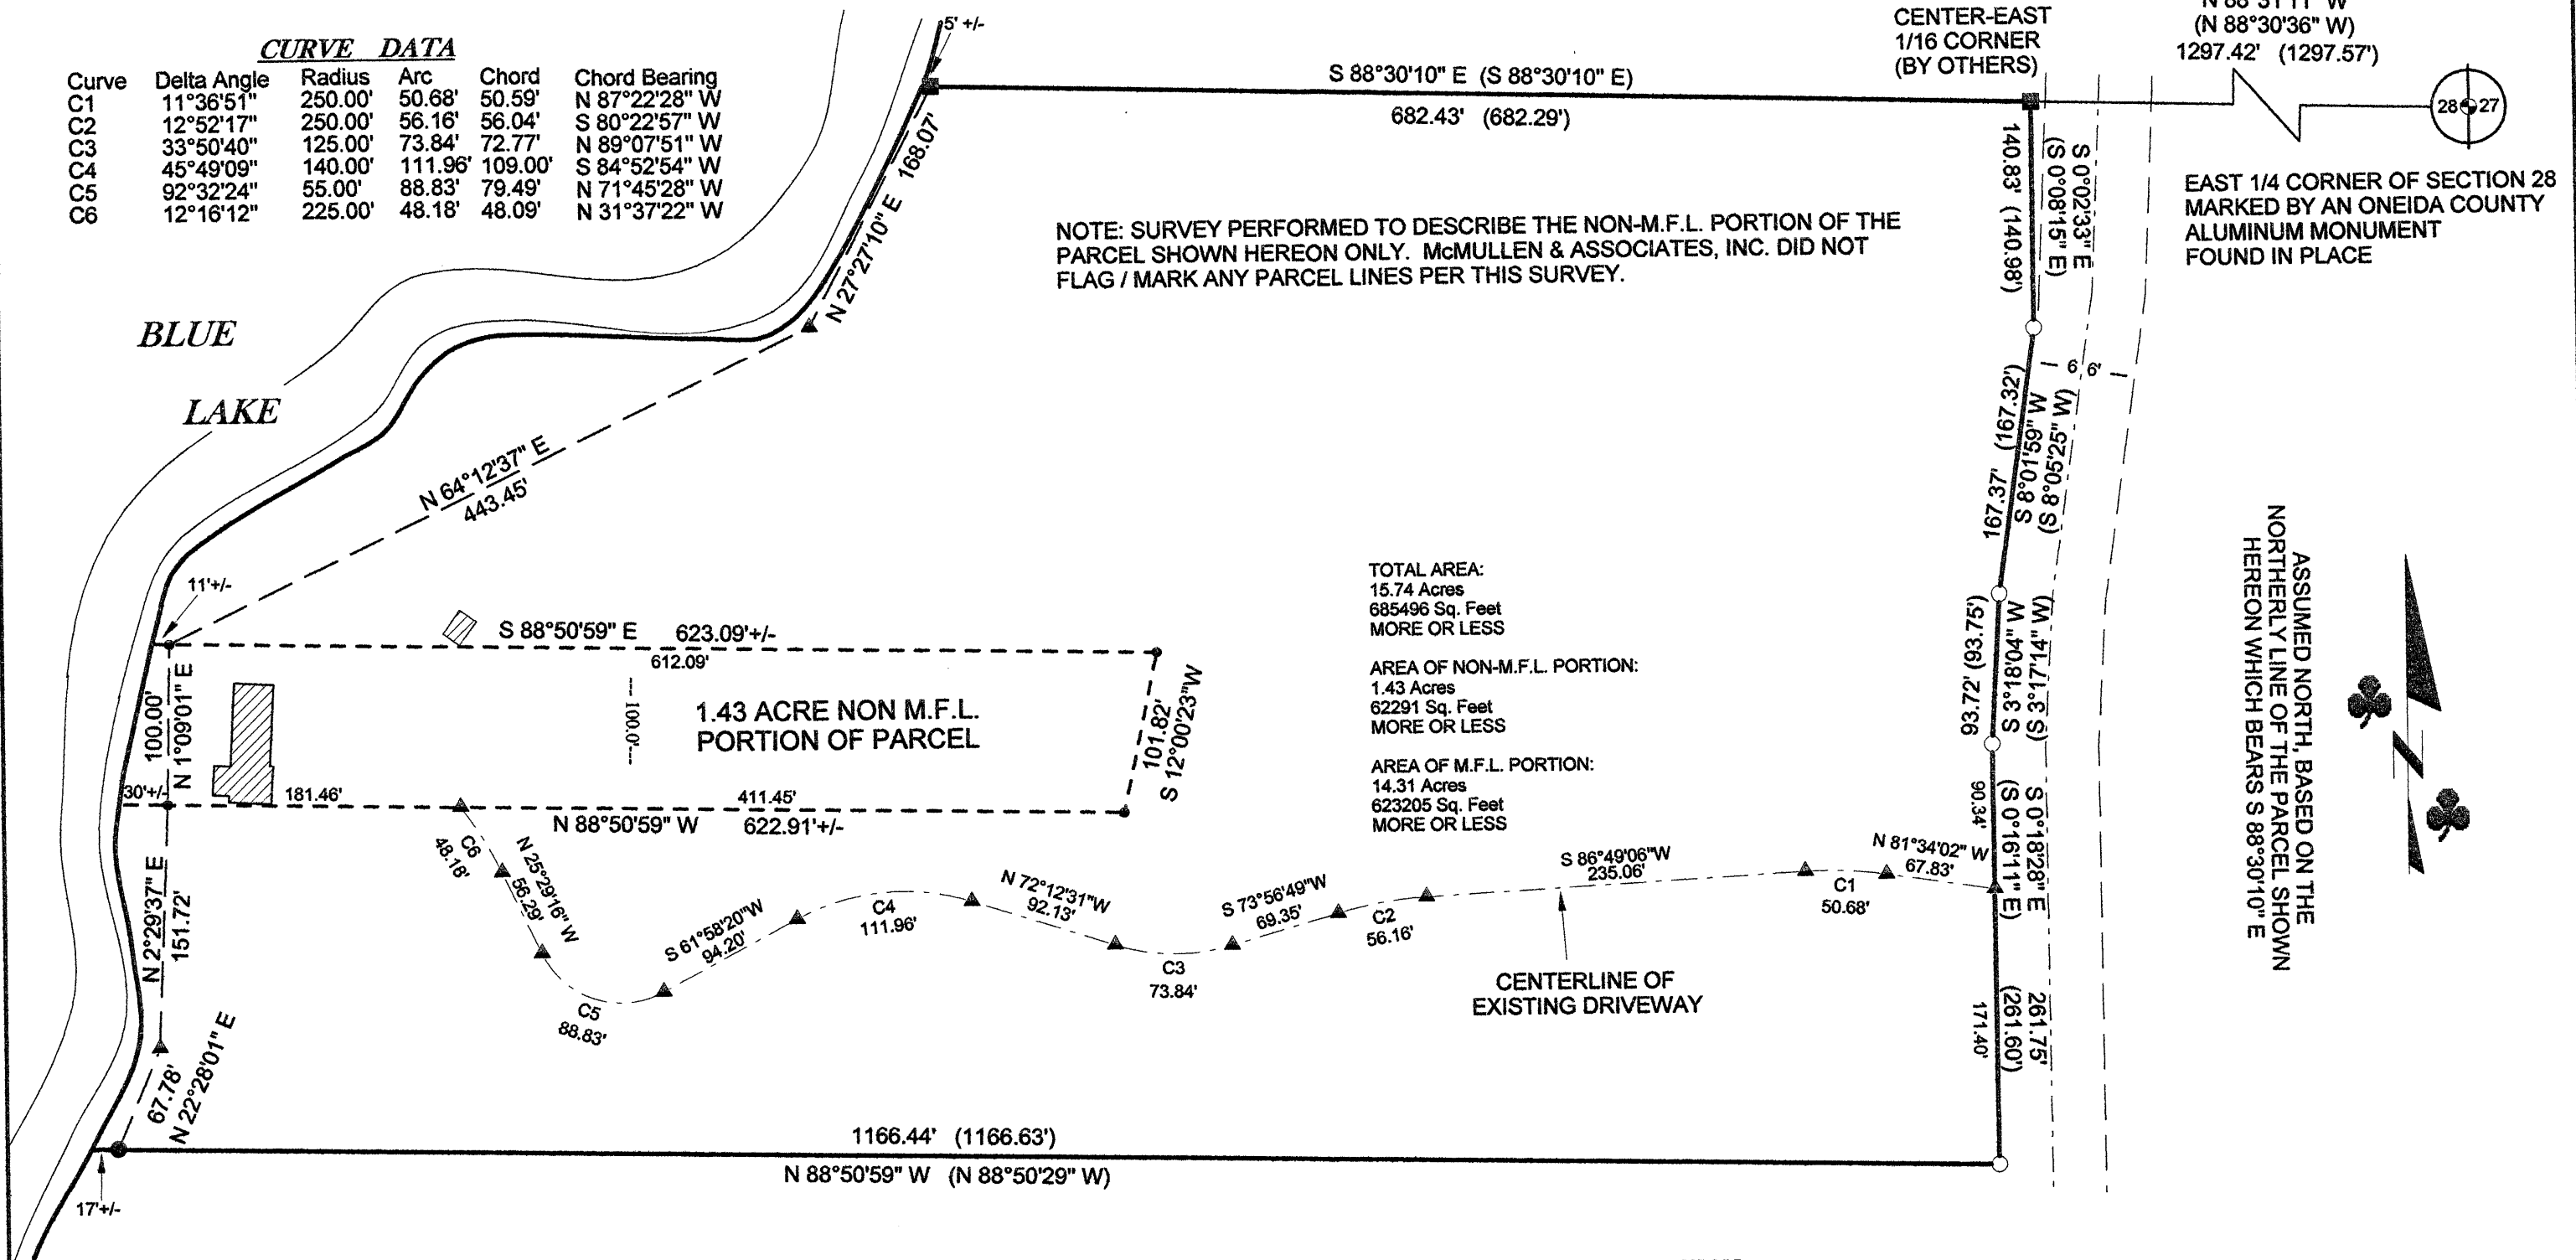 CURVE DATA
Curve Delta Angle Radius Arc Chord Chord Bearing
C1 11°36'51" 250.00' 50.68' 50.59' N 87°22'28" W
C2 12°52'17" 250.00' 56.16' 56.04' S 80°22'57" W
C3 33°50'40" 125.00' 73.84' 72.77' N 89°07'51" W
C4 45°49'09" 140.00' 111.96' 109.00' S 84°52'54" W
C5 92°32'24" 55.00' 88.83' 79.49' N 71°45'28" W
C6 12°16'12" 225.00' 48.18' 48.09' N 31°37'22" W
5' +/-
S 88°30'10" E (S 88°30'10" E)
682.43' (682.29')
CENTER-EAST
1/16 CORNER
(BY OTHERS)
N 88°31'11" W
(N 88°30'36" W)
1297.42' (1297.57')
28 27
EAST 1/4 CORNER OF SECTION 28
MARKED BY AN ONEIDA COUNTY
ALUMINUM MONUMENT
FOUND IN PLACE
N 27°27'10" E 168.07'
140.83' (140.98')
S 0°02'33" E
(S 0°08'15" E)
NOTE: SURVEY PERFORMED TO DESCRIBE THE NON-M.F.L. PORTION OF THE
PARCEL SHOWN HEREON ONLY. McMULLEN & ASSOCIATES, INC. DID NOT
FLAG / MARK ANY PARCEL LINES PER THIS SURVEY.
BLUE
LAKE
66'
167.37' (167.32')
S 8°01'59" W
(S 8°05'25" W)
N 64°12'37" E
443.45'
11'+/-
S 88°50'59" E 623.09'+/-
612.09'
TOTAL AREA:
15.74 Acres
685496 Sq. Feet
MORE OR LESS
AREA OF NON-M.F.L. PORTION:
1.43 Acres
62291 Sq. Feet
MORE OR LESS
AREA OF M.F.L. PORTION:
14.31 Acres
623205 Sq. Feet
MORE OR LESS
93.72' (93.75')
S 3°18'04" W
(S 3°17'14" W)
ASSUMED NORTH, BASED ON THE
NORTHERLY LINE OF THE PARCEL SHOWN
HEREON WHICH BEARS S 88°30'10" E
N
100.00'
N 1°09'01" E
---100.0'---
1.43 ACRE NON M.F.L.
PORTION OF PARCEL
101.82'
S 12°00'23"W
30'+/-
181.46'
411.45'
N 88°50'59" W 622.91'+/-
90.34'
S 0°18'28" E
(S 0°16'11" E)
C6
48.18'
N 25°29'16" W
56.29'
N 2°29'37" E
151.72'
C5
88.83'
S 61°58'20"W
94.20'
C4
111.96'
N 72°12'31"W
92.13'
C3
73.84'
S 73°56'49"W
69.35'
C2
56.16'
S 86°49'06"W
235.06'
C1
50.68'
N 81°34'02" W
67.83'
CENTERLINE OF
EXISTING DRIVEWAY
171.40'
261.75'
(261.60')
67.78'
N 22°28'01" E
1166.44' (1166.63')
N 88°50'59" W (N 88°50'29" W)
17'+/-